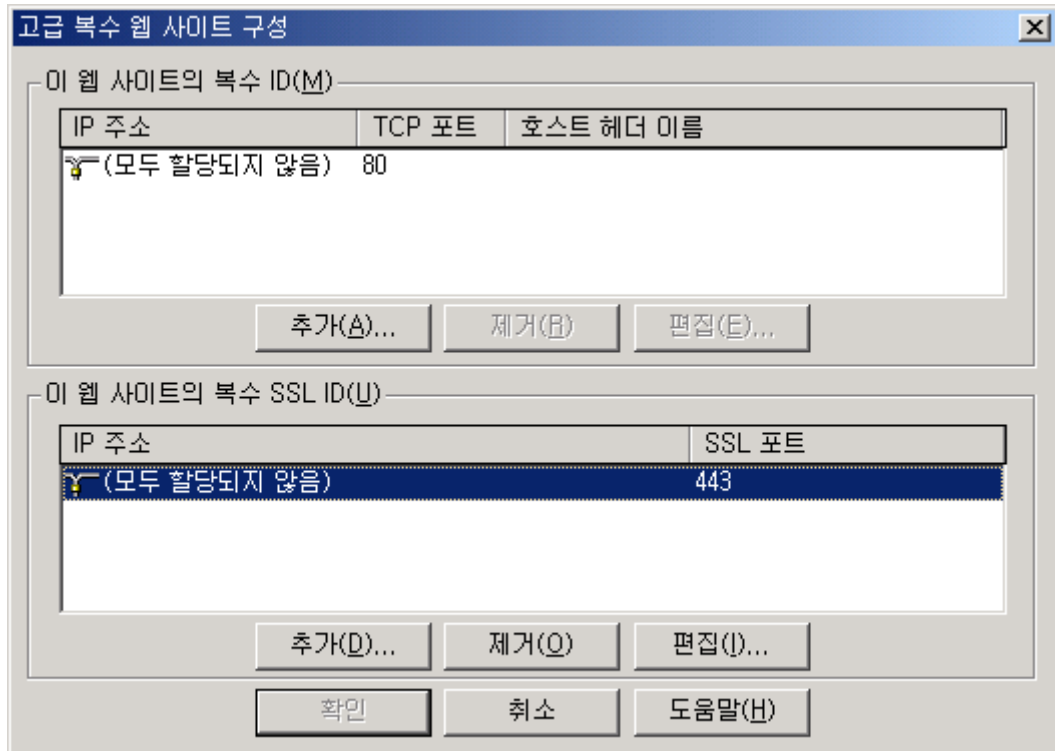 고급 복수 웹 사이트 구성
이 웹 사이트의 복수 ID(M)
IP 주소 TCP 포트 호스트 헤더 이름
(모두 할당되지 않음) 80
추가(A)... 제거(R) 편집(E)...
이 웹 사이트의 복수 SSL ID(U)
IP 주소 SSL 포트
(모두 할당되지 않음) 443
추가(D)... 제거(O) 편집(I)...
확인 취소 도움말(H)